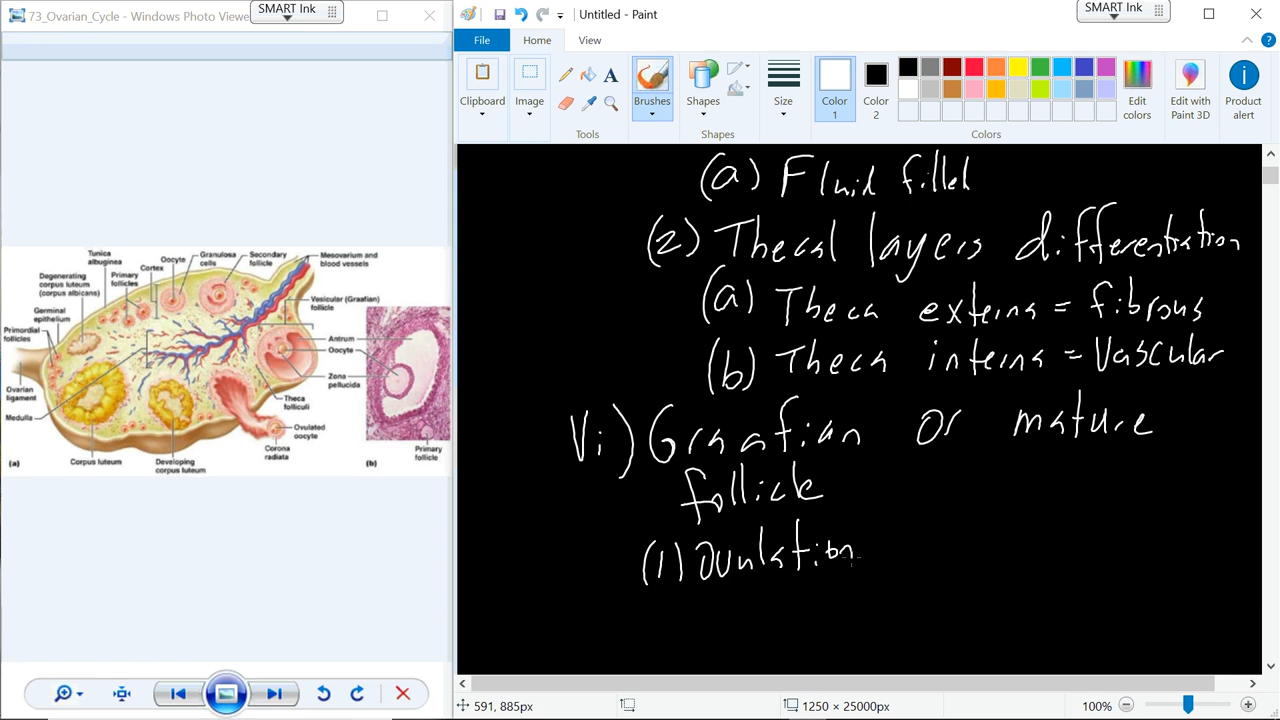 73_Ovarian_Cycle - Windows Photo Viewe
SMART Ink
Tunica albuginea
Oocyte
Granulosa cells
Secondary follicle
Mesovarium and blood vessels
Cortex
Primary follicles
Degenerating corpus luteum (corpus albicans)
Vesicular (Graafian) follicle
Germinal epithelium
Primordial follicles
Antrum
Oocyte
Zona pellucida
Ovarian ligament
Theca folliculi
Medulla
Ovulated oocyte
Corona radiata
Primary follicle
(a)
Corpus luteum
Developing corpus luteum
(b)
Untitled - Paint
SMART Ink
File Home View
Clipboard Image Tools Brushes Shapes Size Color 1 Color 2 Edit colors Edit with Paint 3D Product alert
Shapes Colors
(a) Fluid filled
(2) Thecal layers differentiation
(a) Theca externa = fibrous
(b) Theca interna = Vascular
Vi) Graafian or mature
follicle
(1) Ovulation
591, 885px
1250 × 25000px
100%